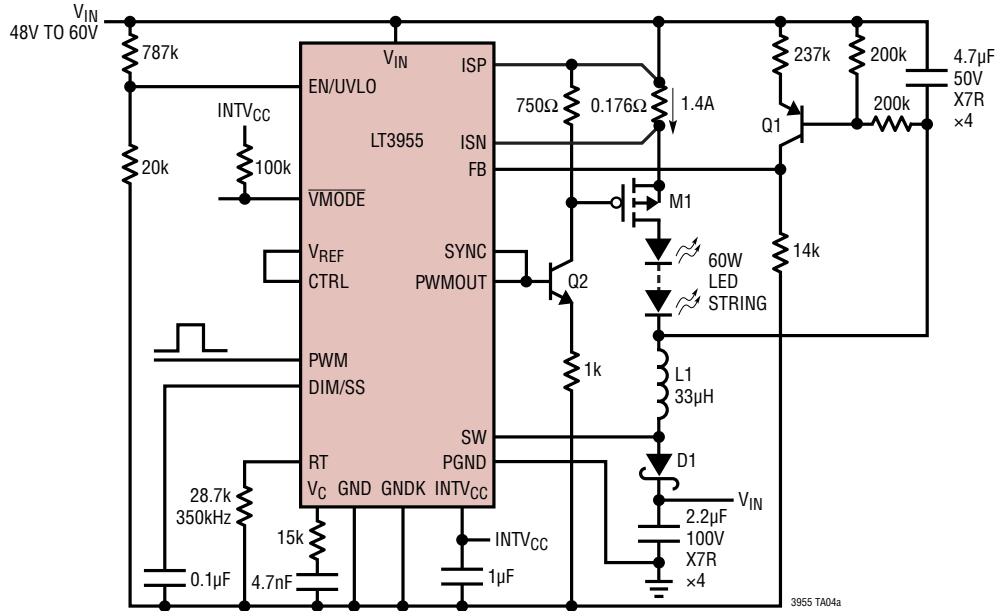 VIN
48V TO 60V
787k
20k
INTVCC
100k
VIN
EN/UVLO
LT3955
VMODE
VREF
CTRL
PWM
DIM/SS
RT
VC
GND
GNDK
INTVCC
ISP
ISN
FB
SYNC
PWMOUT
SW
PGND
750Ω
0.176Ω
1.4A
237k
200k
200k
4.7µF
50V
X7R
×4
Q1
M1
14k
60W
LED
STRING
Q2
1k
L1
33µH
D1
VIN
2.2µF
100V
X7R
×4
28.7k
350kHz
15k
INTVCC
0.1µF
4.7nF
1µF
3955 TA04a